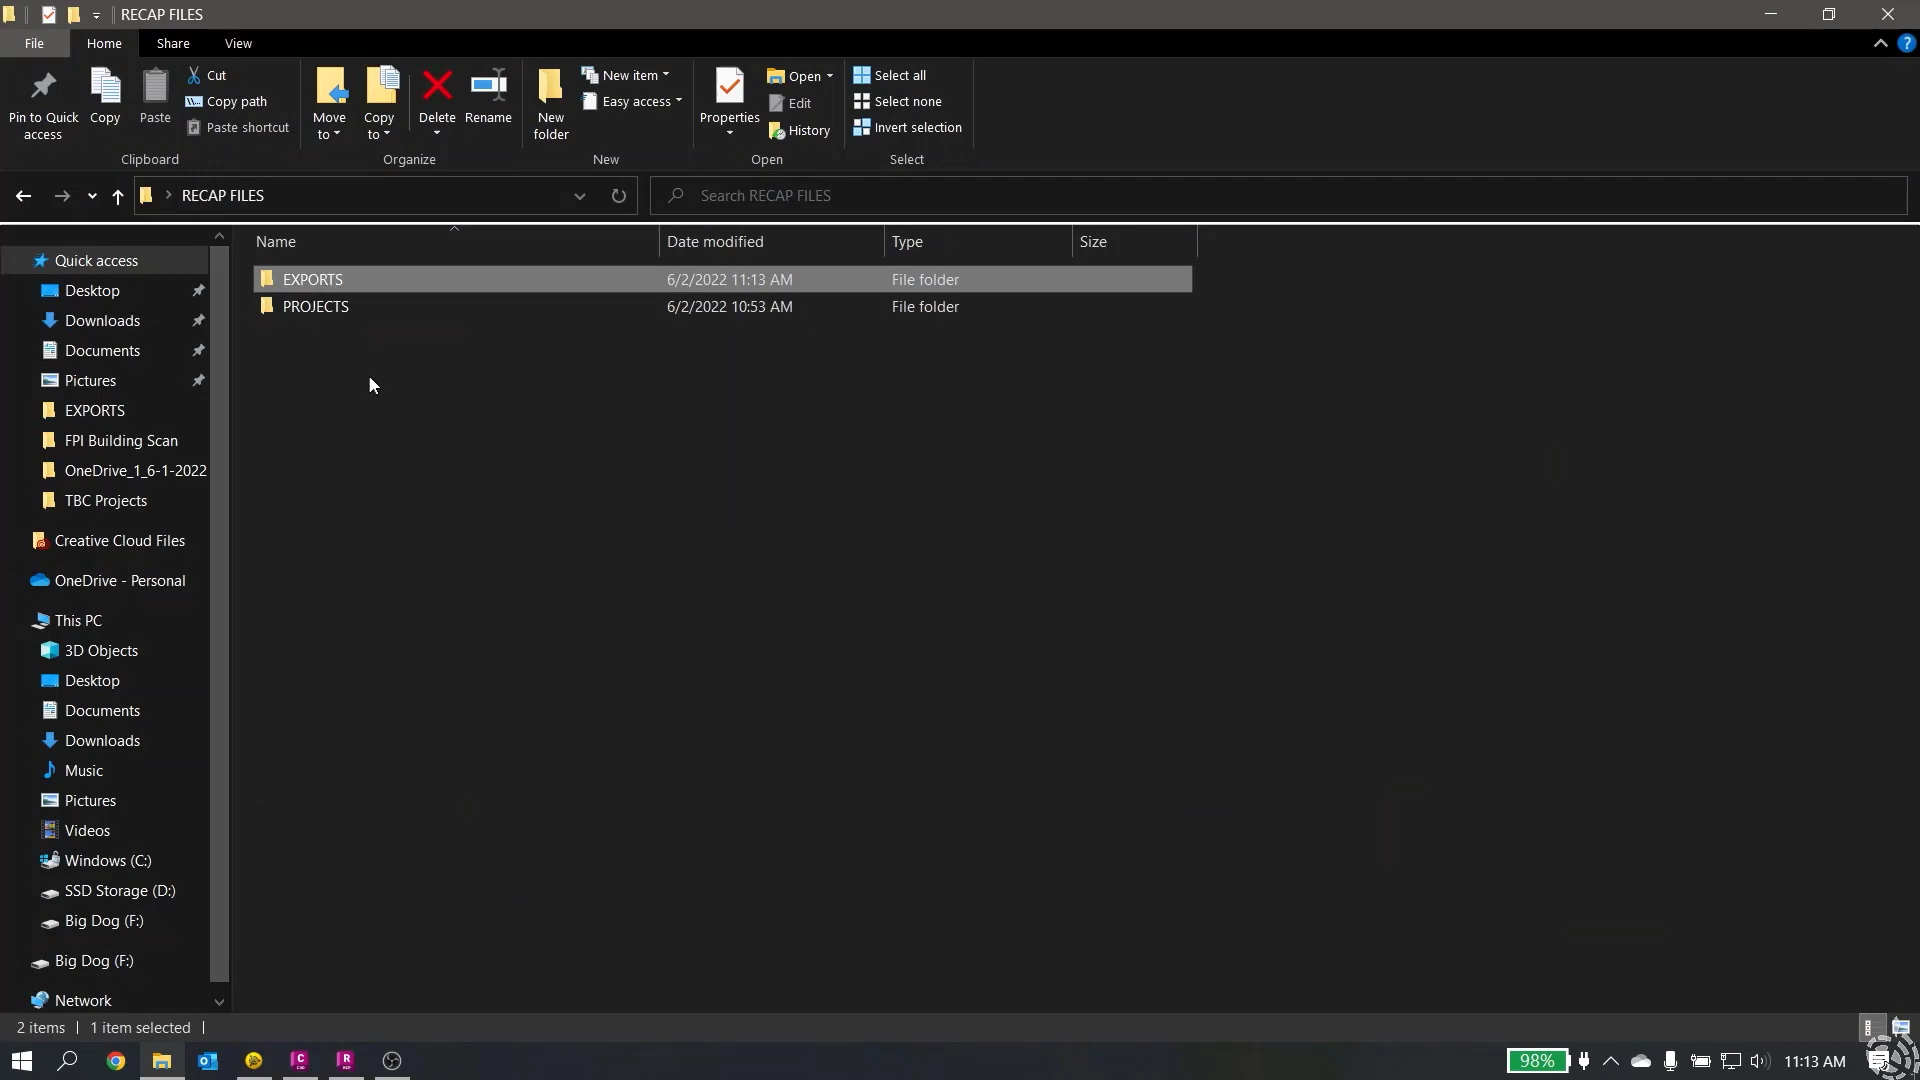 RECAP FILES
File Home Share View
Pin to Quick access
Copy
Paste
Cut
Copy path
Paste shortcut
Clipboard
Move to
Copy to
Delete
Rename
Organize
New folder
New item
Easy access
New
Properties
Open
Edit
History
Open
Select all
Select none
Invert selection
Select
RECAP FILES
Search RECAP FILES
Name Date modified Type Size
EXPORTS 6/2/2022 11:13 AM File folder
PROJECTS 6/2/2022 10:53 AM File folder
Quick access
Desktop
Downloads
Documents
Pictures
EXPORTS
FPI Building Scan
OneDrive_1_6-1-2022
TBC Projects
Creative Cloud Files
OneDrive - Personal
This PC
3D Objects
Desktop
Documents
Downloads
Music
Pictures
Videos
Windows (C:)
SSD Storage (D:)
Big Dog (F:)
Big Dog (F:)
Network
2 items 1 item selected
98% 11:13 AM